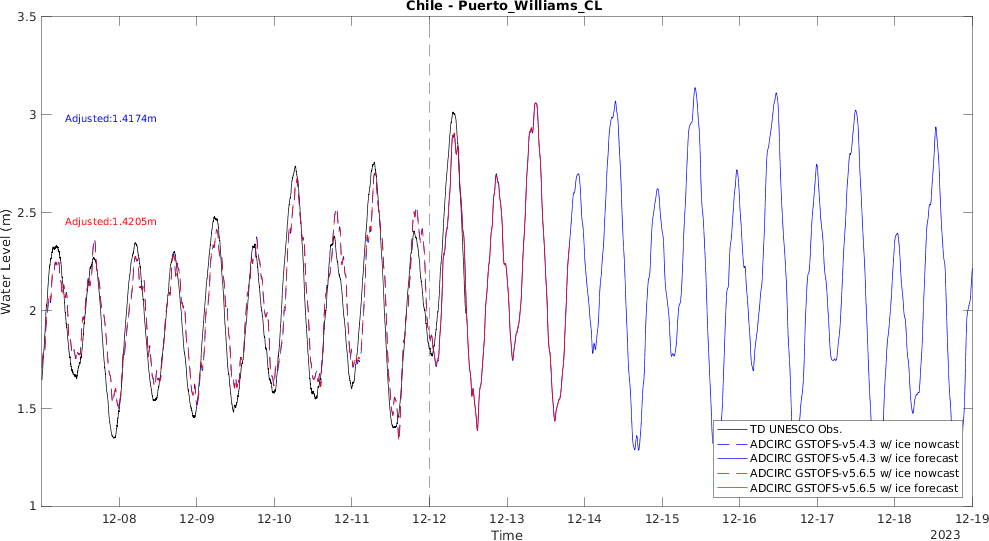 Chile - Puerto_Williams_CL
3.5
3
2.5
2
1.5
1
Water Level (m)
Adjusted:1.4174m
Adjusted:1.4205m
TD UNESCO Obs.
ADCIRC GSTOFS-v5.4.3 w/ ice nowcast
ADCIRC GSTOFS-v5.4.3 w/ ice forecast
ADCIRC GSTOFS-v5.6.5 w/ ice nowcast
ADCIRC GSTOFS-v5.6.5 w/ ice forecast
12-08 12-09 12-10 12-11 12-12 12-13 12-14 12-15 12-16 12-17 12-18 12-19
Time
2023